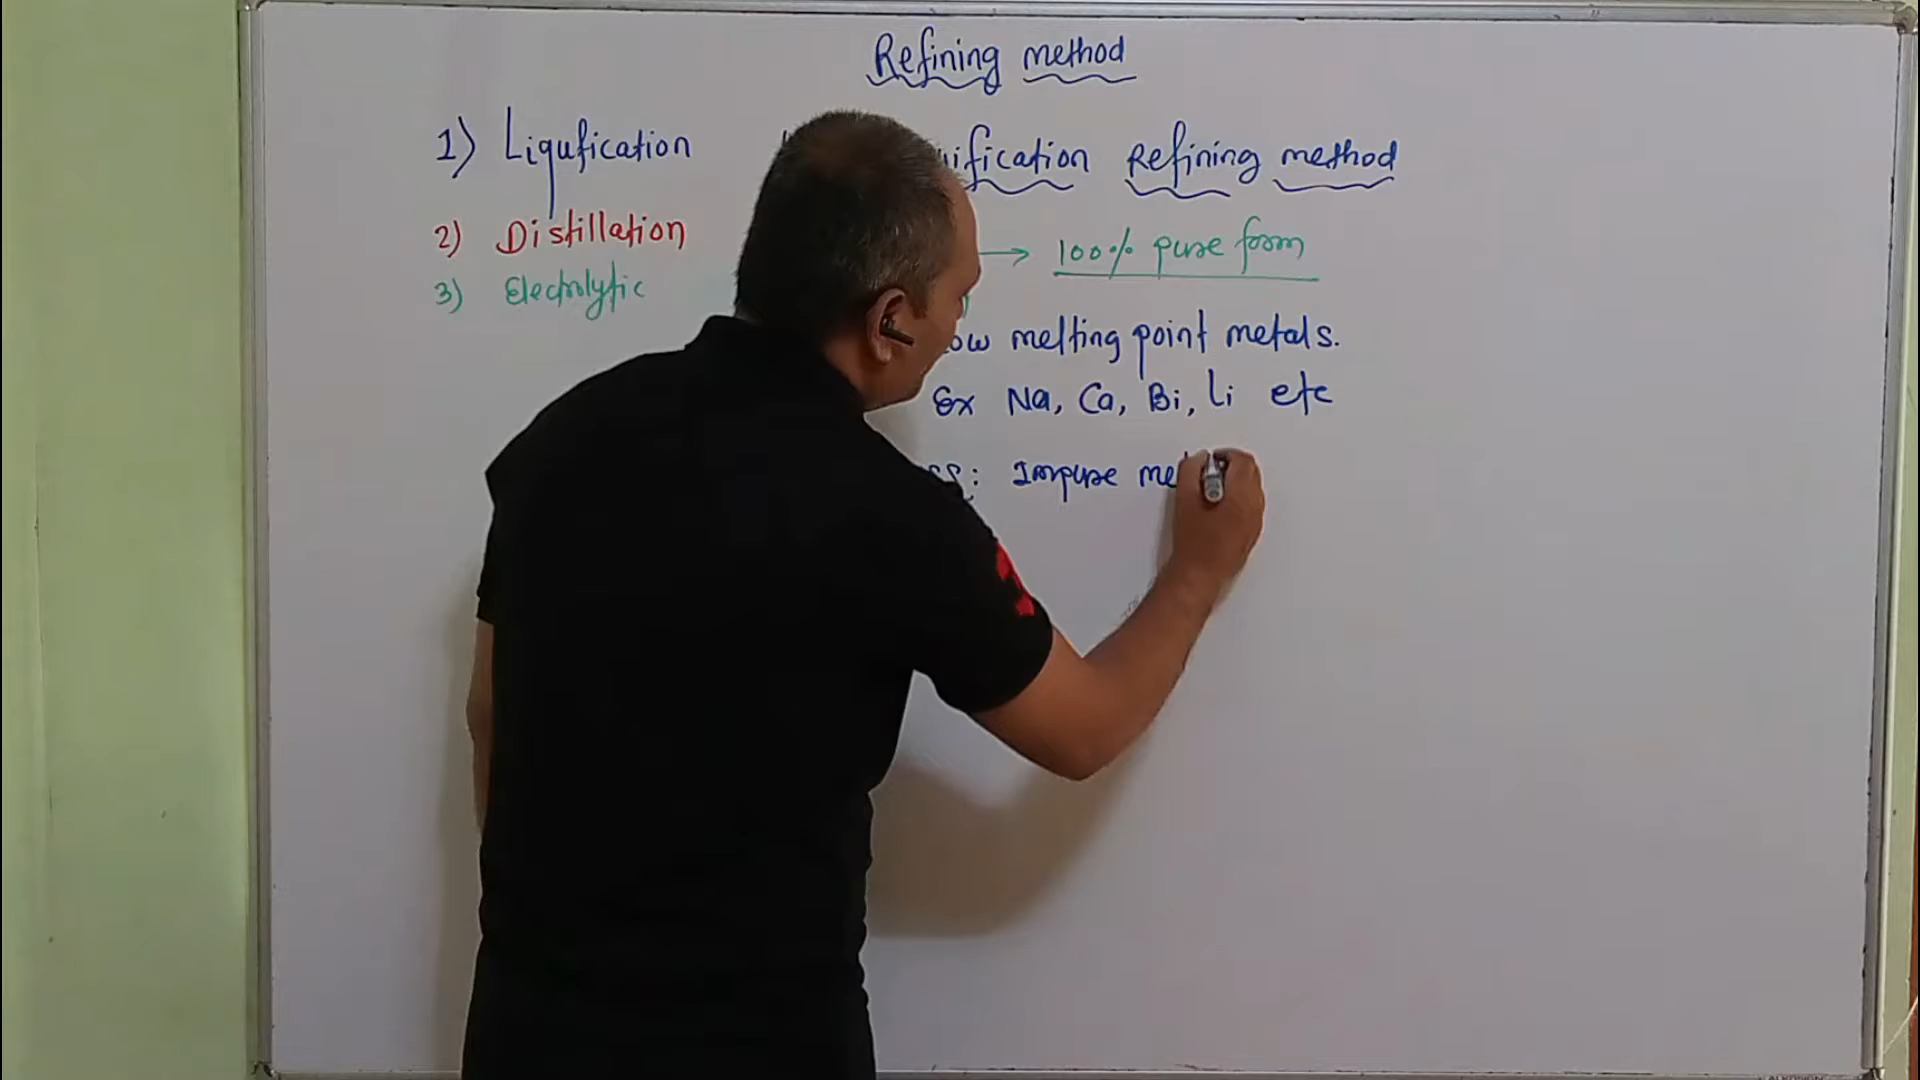 Refining method
1) Liqufication
2) Distillation
3) Electrolytic
ification Refining method
→ 100% pure form
ow melting point metals.
Ex Na, Ca, Bi, Li etc
ss: Impure me